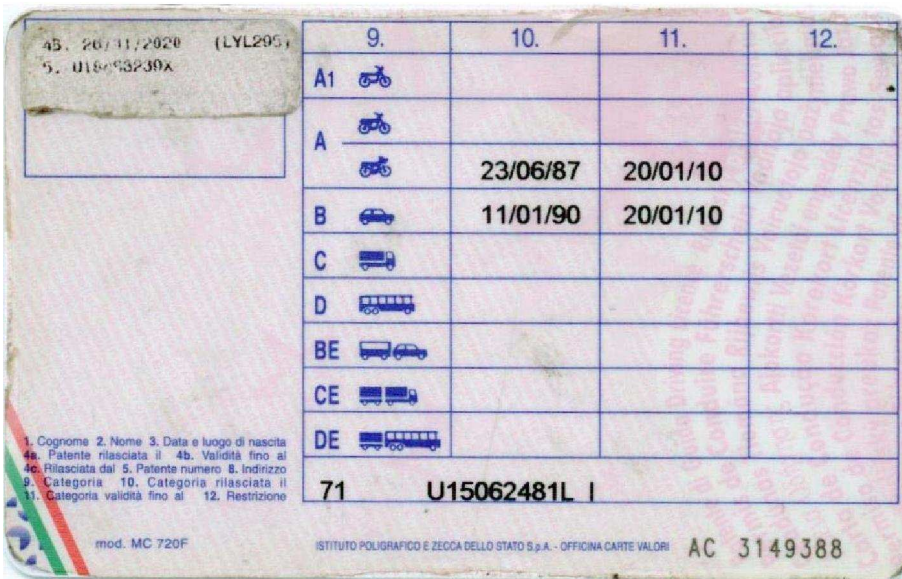 4B. (LYL295)
5.
9. 10. 11. 12.
A1
A
23/06/87 20/01/10
B 11/01/90 20/01/10
C
D
BE
CE
DE
71 U15062481L I
1. Cognome 2. Nome 3. Data e luogo di nascita
4a. Patente rilasciata il 4b. Validità fino al
4c. Rilasciata dal 5. Patente numero 8. Indirizzo
9. Categoria 10. Categoria rilasciata il
11. Categoria validità fino al 12. Restrizione
mod. MC 720F
ISTITUTO POLIGRAFICO E ZECCA DELLO STATO S.p.A. - OFFICINA CARTE VALORI AC 3149388